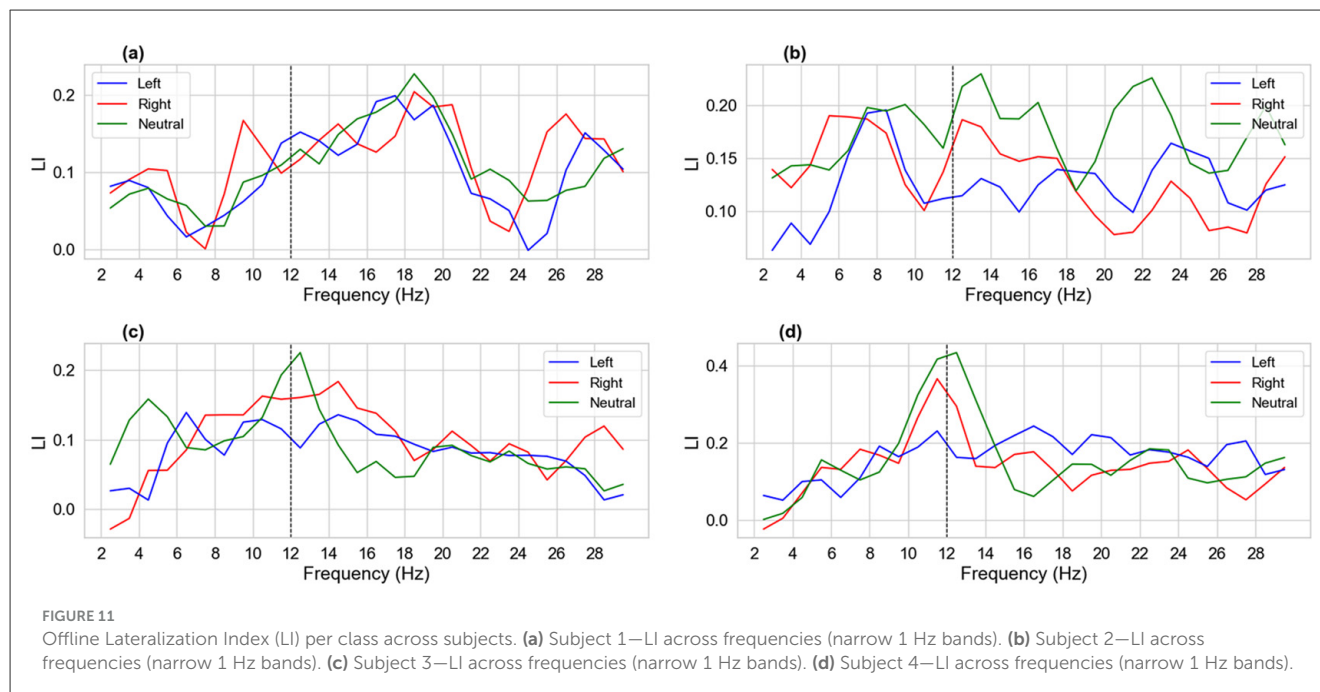 (a)
Left
Right
Neutral
LI
0.2
0.1
0.0
2 4 6 8 10 12 14 16 18 20 22 24 26 28
Frequency (Hz)
(b)
Left
Right
Neutral
LI
0.20
0.15
0.10
2 4 6 8 10 12 14 16 18 20 22 24 26 28
Frequency (Hz)
(c)
Left
Right
Neutral
LI
0.2
0.1
0.0
2 4 6 8 10 12 14 16 18 20 22 24 26 28
Frequency (Hz)
(d)
Left
Right
Neutral
LI
0.4
0.2
0.0
2 4 6 8 10 12 14 16 18 20 22 24 26 28
Frequency (Hz)
FIGURE 11
Offline Lateralization Index (LI) per class across subjects. (a) Subject 1—LI across frequencies (narrow 1 Hz bands). (b) Subject 2—LI across
frequencies (narrow 1 Hz bands). (c) Subject 3—LI across frequencies (narrow 1 Hz bands). (d) Subject 4—LI across frequencies (narrow 1 Hz bands).